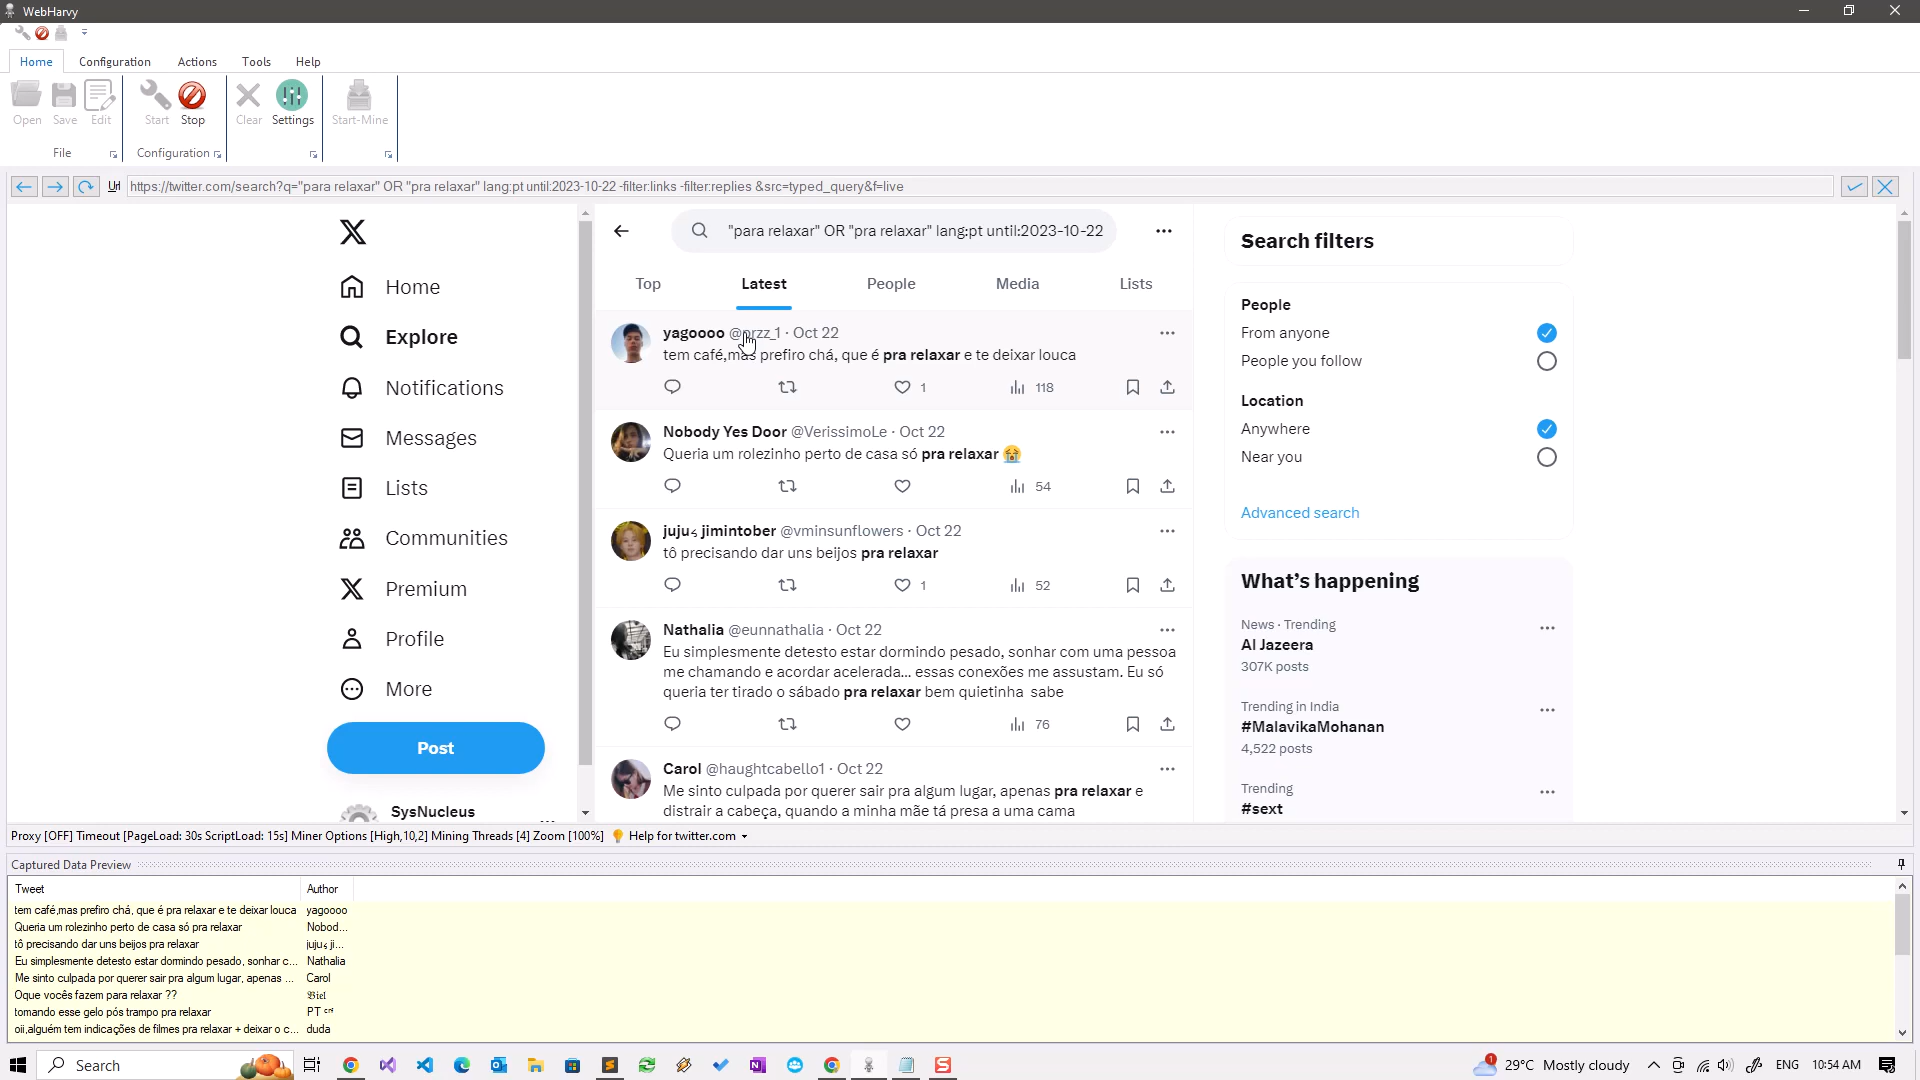 WebHarvy
Home Configuration Actions Tools Help
Open Save Edit Start Stop Clear Settings Start-Mine
File Configuration
Url https://twitter.com/search?q="para relaxar" OR "pra relaxar" lang:pt until:2023-10-22 -filter:links -filter:replies &src=typed_query&f=live
Home
Explore
Notifications
Messages
Lists
Communities
Premium
Profile
More
Post
SysNucleus
"para relaxar" OR "pra relaxar" lang:pt until:2023-10-22
Top Latest People Media Lists
yagoooo @przz_1 · Oct 22
tem café,mas prefiro chá, que é pra relaxar e te deixar louca
1 118
Nobody Yes Door @VerissimoLe · Oct 22
Queria um rolezinho perto de casa só pra relaxar 😭
54
jimintober @vminsunflowers · Oct 22
tô precisando dar uns beijos pra relaxar
1 52
Nathalia @eunnathalia · Oct 22
Eu simplesmente detesto estar dormindo pesado, sonhar com uma pessoa
me chamando e acordar acelerada... essas conexões me assustam. Eu só
queria ter tirado o sábado pra relaxar bem quietinha sabe
76
Carol @haughtcabello1 · Oct 22
Me sinto culpada por querer sair pra algum lugar, apenas pra relaxar e
distrair a cabeça, quando a minha mãe tá presa a uma cama
Search filters
People
From anyone
People you follow
Location
Anywhere
Near you
Advanced search
What's happening
News · Trending
Al Jazeera
307K posts
Trending in India
#MalavikaMohanan
4,522 posts
Trending
#sext
Proxy [OFF] Timeout [PageLoad: 30s ScriptLoad: 15s] Miner Options [High,10,2] Mining Threads [4] Zoom [100%] Help for twitter.com
Captured Data Preview
Tweet Author
tem café,mas prefiro chá, que é pra relaxar e te deixar louca yagoooo
Queria um rolezinho perto de casa só pra relaxar Nobod...
tô precisando dar uns beijos pra relaxar
Eu simplesmente detesto estar dormindo pesado, sonhar c... Nathalia
Me sinto culpada por querer sair pra algum lugar, apenas ... Carol
Oque vocês fazem para relaxar ?? 𝔅𝔦𝔢𝔩
tomando esse gelo pós trampo pra relaxar PT
oii,alguém tem indicações de filmes pra relaxar + deixar o c... duda
Search 1 29°C Mostly cloudy ENG 10:54 AM